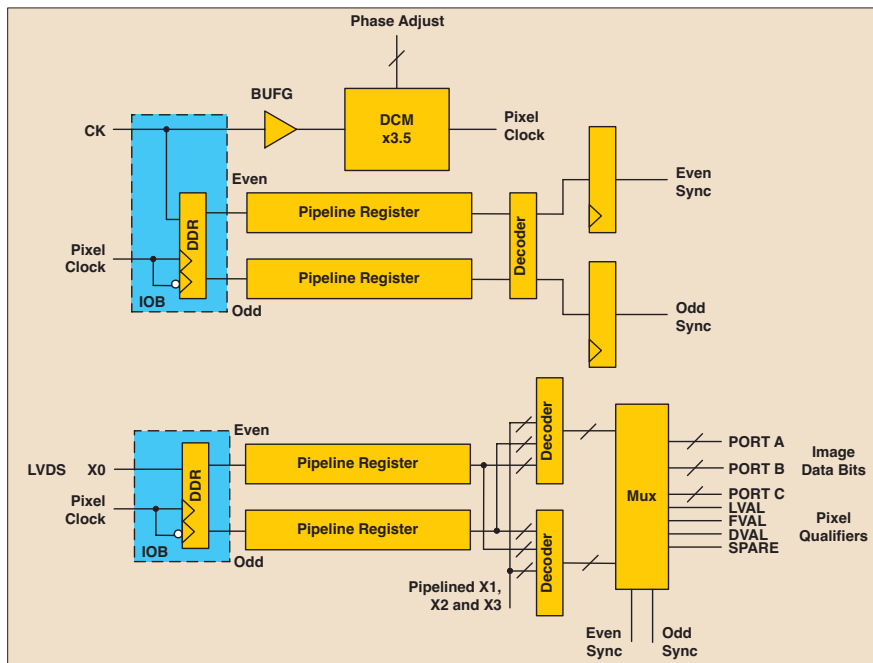 Phase Adjust
BUFG
CK
DCM
x3.5
Pixel
Clock
Even
Pipeline Register
DDR
Decoder
Even
Sync
Pixel
Clock
Pipeline Register
IOB
Odd
Odd
Sync
Even
LVDS X0
Pipeline Register
DDR
Decoder
Mux
PORT A
PORT B
PORT C
LVAL
FVAL
DVAL
SPARE
Image
Data Bits
Pixel
Qualifiers
Pixel
Clock
Pipeline Register
IOB
Odd
Decoder
Pipelined X1,
X2 and X3
Even
Sync
Odd
Sync